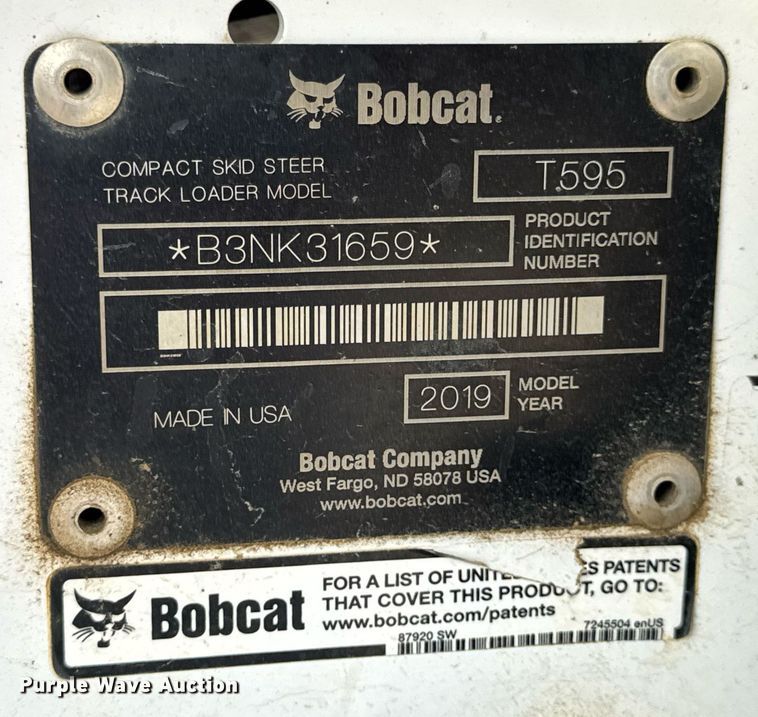 Bobcat®
COMPACT SKID STEER
TRACK LOADER MODEL
T595
*B3NK31659*
PRODUCT
IDENTIFICATION
NUMBER
MADE IN USA
2019
MODEL
YEAR
Bobcat Company
West Fargo, ND 58078 USA
www.bobcat.com
Bobcat
FOR A LIST OF UNITE ES PATENTS
THAT COVER THIS PRODUCT, GO TO:
www.bobcat.com/patents
87920 SW
7245504 enUS
Purple Wave Auction